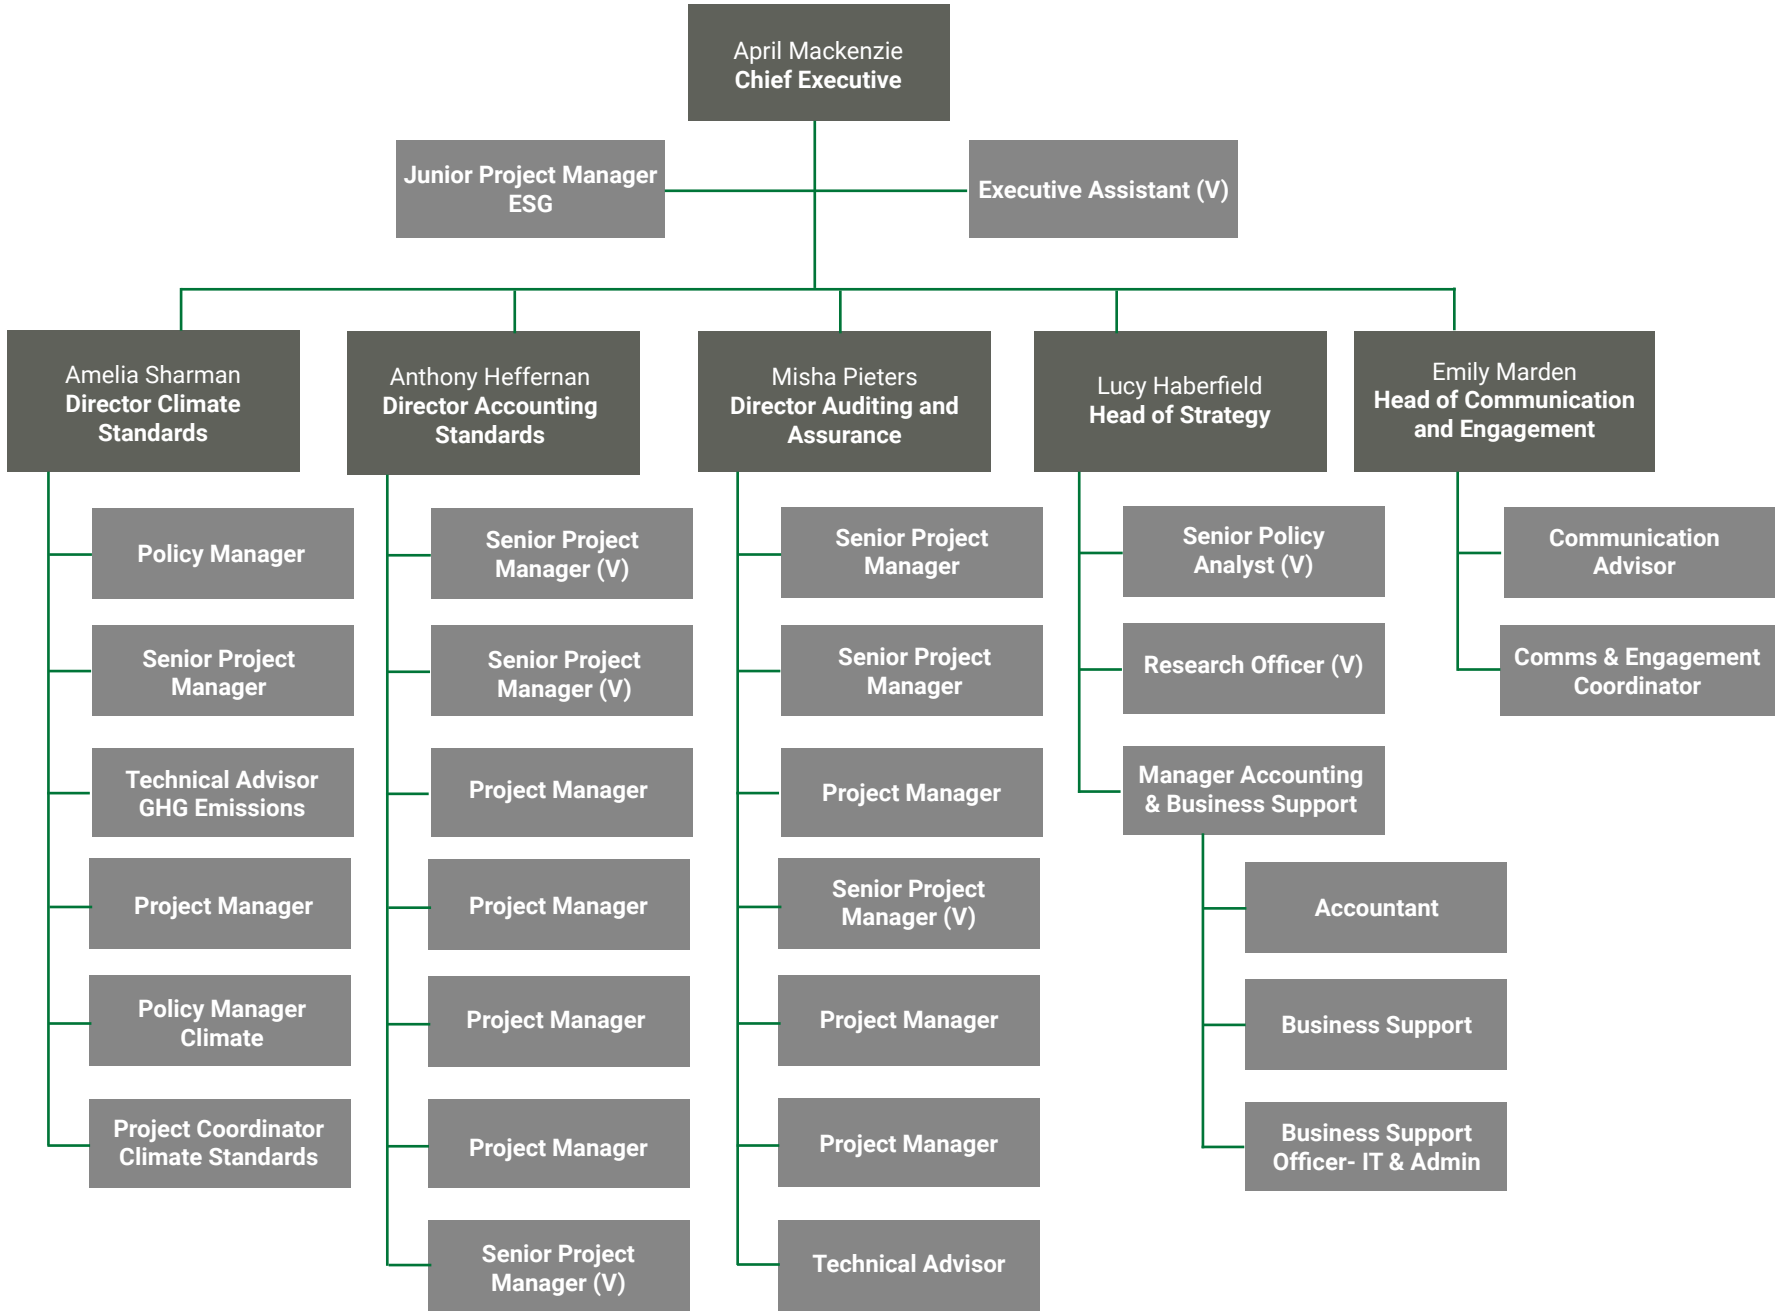 April Mackenzie
Chief Executive
Junior Project Manager
ESG
Executive Assistant (V)
Amelia Sharman
Director Climate
Standards
Anthony Heffernan
Director Accounting
Standards
Misha Pieters
Director Auditing and
Assurance
Lucy Haberfield
Head of Strategy
Emily Marden
Head of Communication
and Engagement
Policy Manager
Senior Project
Manager
Technical Advisor
GHG Emissions
Project Manager
Policy Manager
Climate
Project Coordinator
Climate Standards
Senior Project
Manager (V)
Senior Project
Manager (V)
Project Manager
Project Manager
Project Manager
Project Manager
Senior Project
Manager (V)
Senior Project
Manager
Senior Project
Manager
Project Manager
Senior Project
Manager (V)
Project Manager
Project Manager
Technical Advisor
Senior Policy
Analyst (V)
Research Officer (V)
Manager Accounting
& Business Support
Accountant
Business Support
Business Support
Officer- IT & Admin
Communication
Advisor
Comms & Engagement
Coordinator